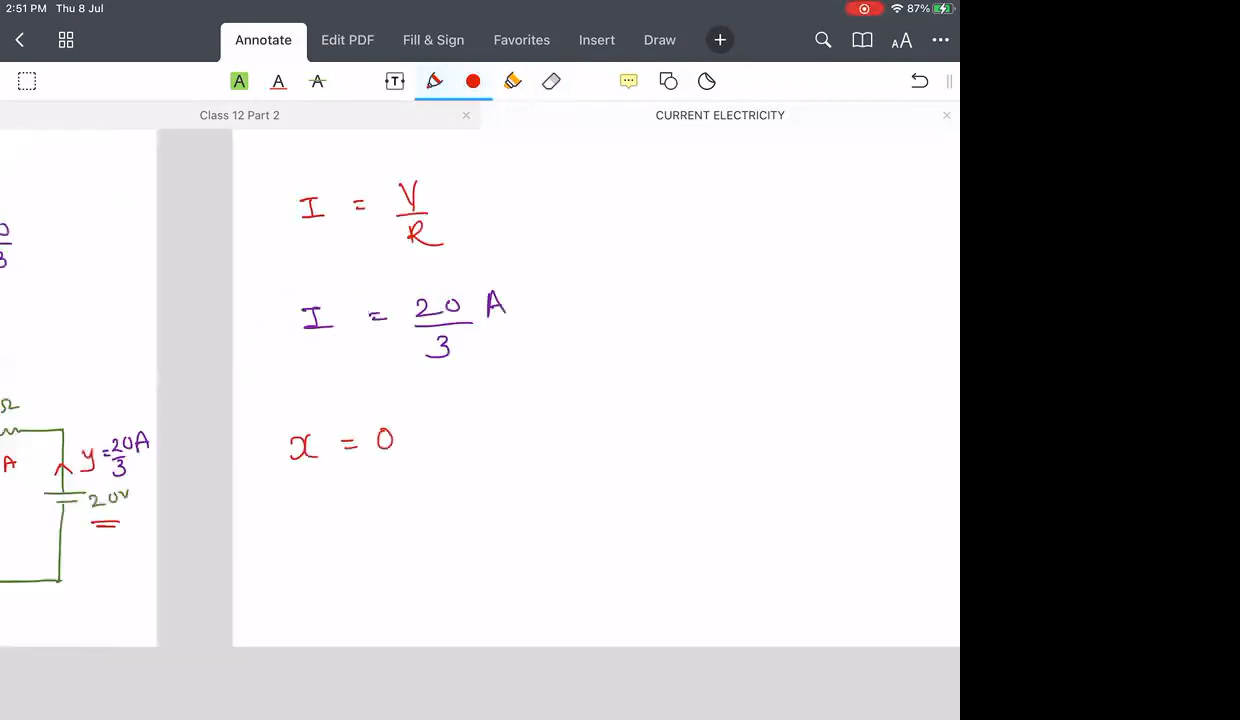 2:51 PM Thu 8 Jul 87%
Annotate Edit PDF Fill & Sign Favorites Insert Draw
Class 12 Part 2 CURRENT ELECTRICITY
I = V/R
I = 20/3 A
x = 0
Ω
A
y = 20/3 A
20V